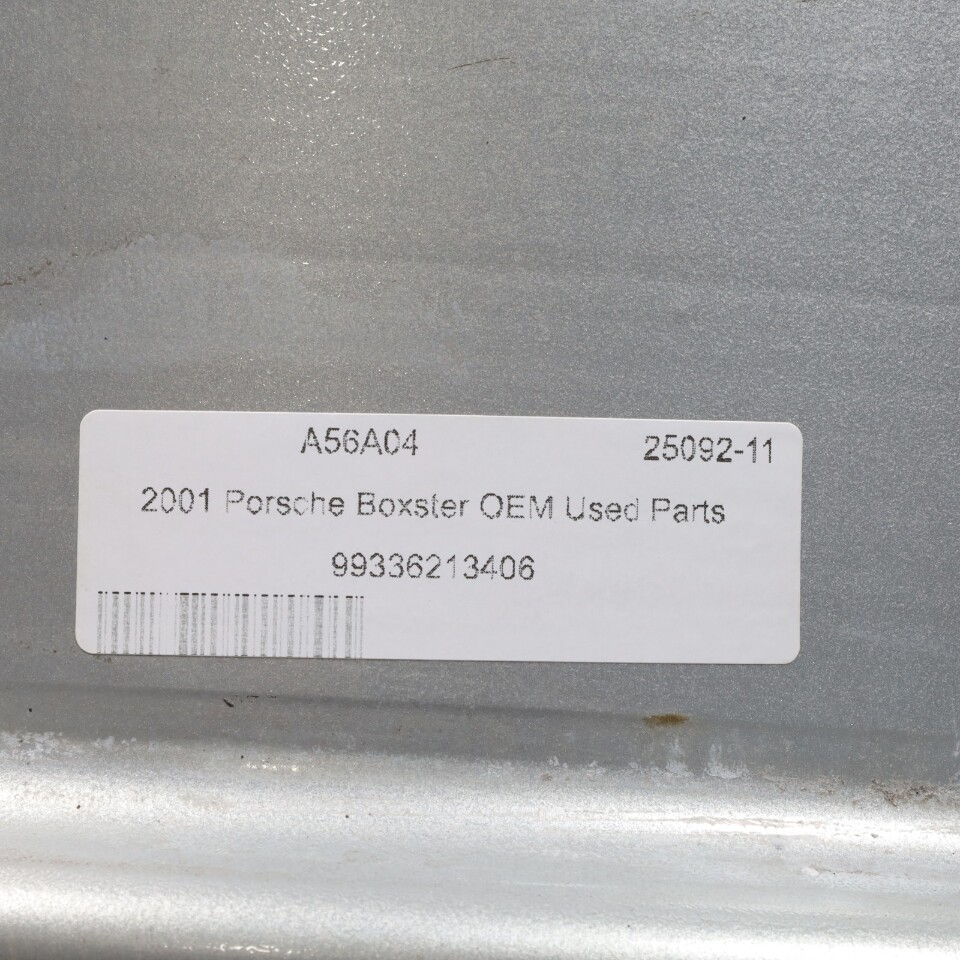 A56A04 25092-11
2001 Porsche Boxster OEM Used Parts
99336213406